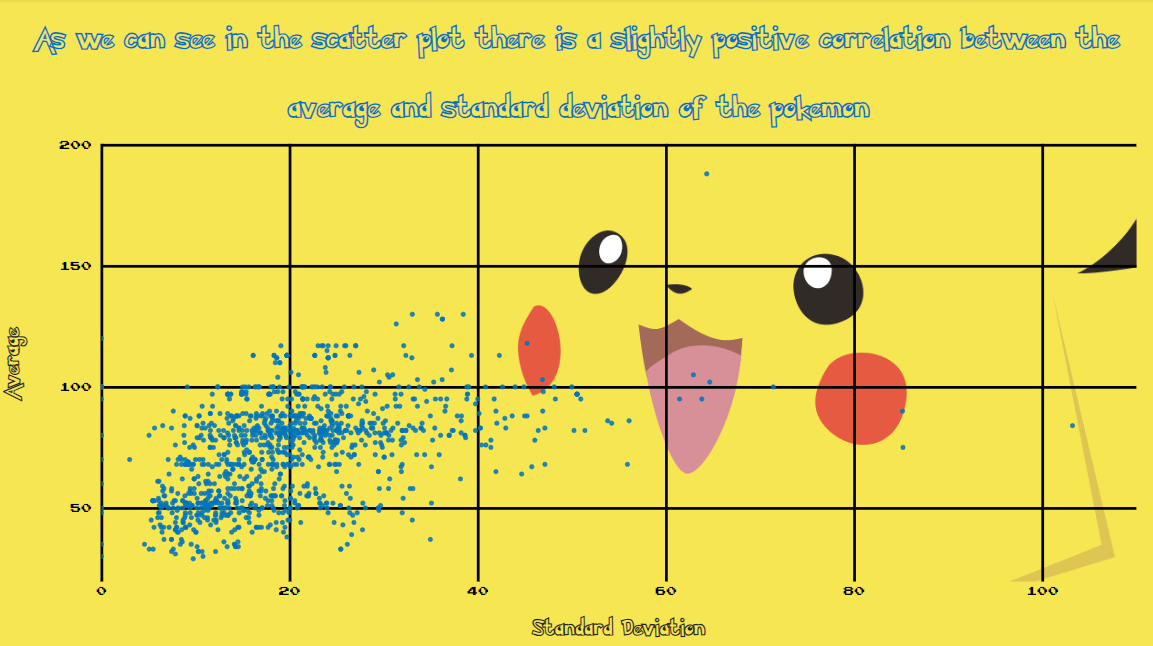 As we can see in the scatter plot there is a slightly positive correlation between the
average and standard deviation of the pokemon
200
150
100
50
Average
0 20 40 60 80 100
Standard Deviation